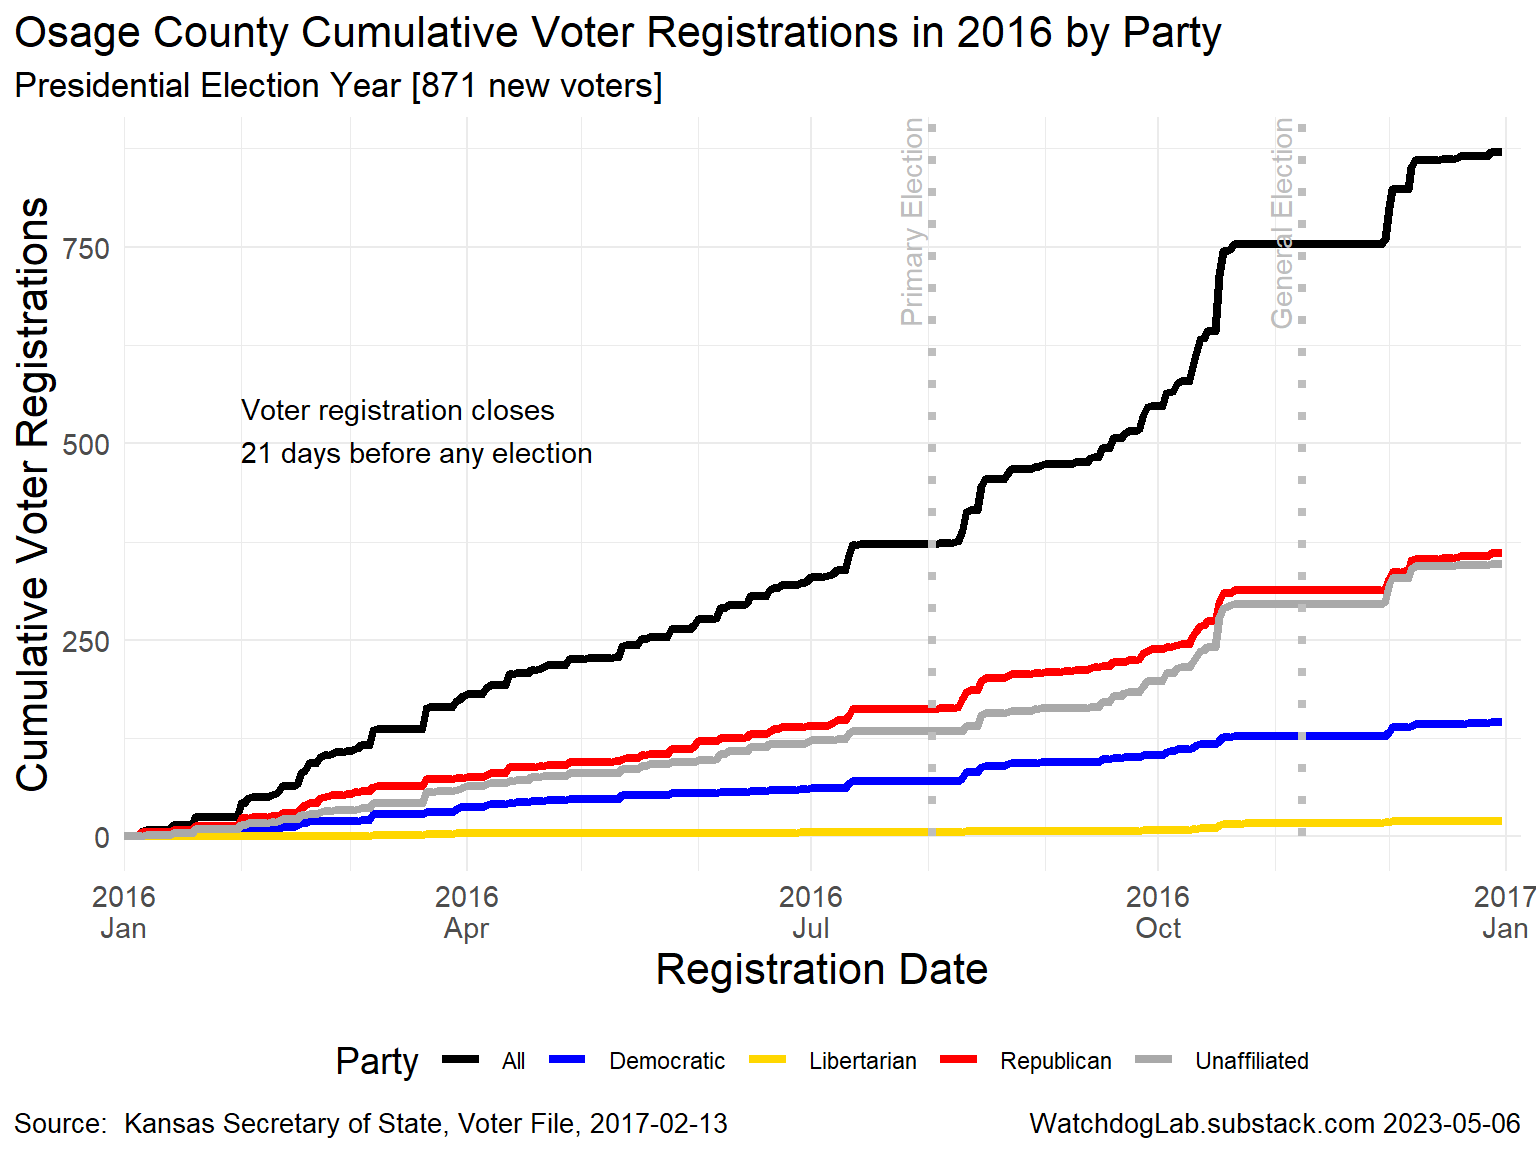 Osage County Cumulative Voter Registrations in 2016 by Party
Presidential Election Year [871 new voters]
Cumulative Voter Registrations
750
500
250
0
Primary Election
General Election
Voter registration closes
21 days before any election
2016
Jan
2016
Apr
2016
Jul
2016
Oct
2017
Jan
Registration Date
Party
All
Democratic
Libertarian
Republican
Unaffiliated
Source:  Kansas Secretary of State, Voter File, 2017-02-13
WatchdogLab.substack.com 2023-05-06